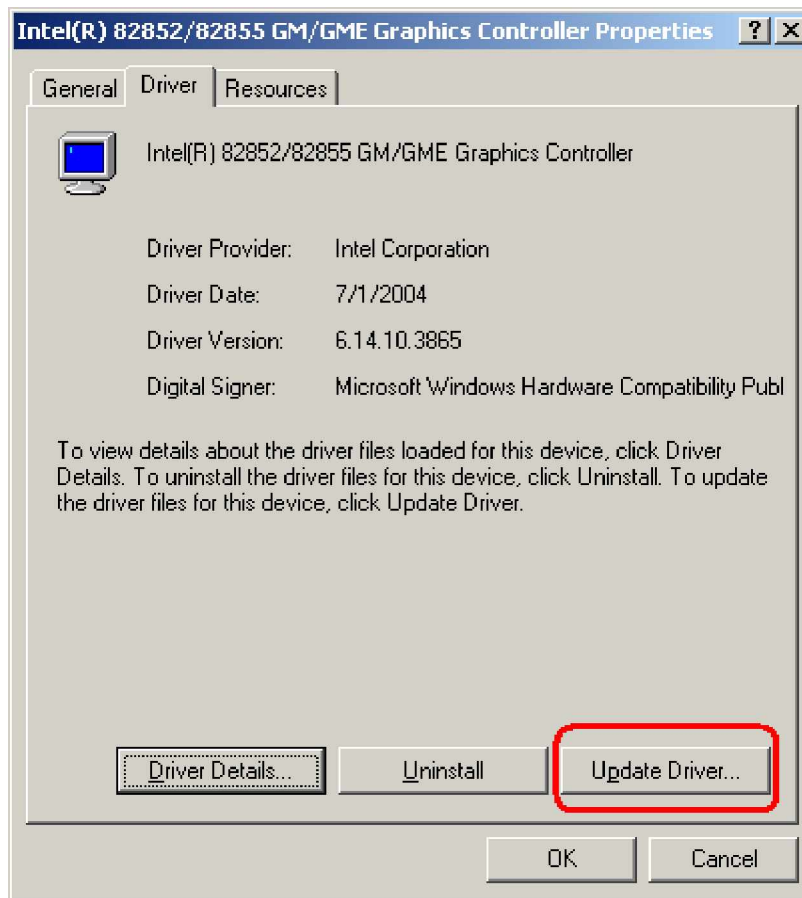 Intel(R) 82852/82855 GM/GME Graphics Controller Properties ? X
General Driver Resources
Intel(R) 82852/82855 GM/GME Graphics Controller
Driver Provider: Intel Corporation
Driver Date: 7/1/2004
Driver Version: 6.14.10.3865
Digital Signer: Microsoft Windows Hardware Compatibility Publ
To view details about the driver files loaded for this device, click Driver
Details. To uninstall the driver files for this device, click Uninstall. To update
the driver files for this device, click Update Driver.
Driver Details... Uninstall Update Driver...
OK Cancel